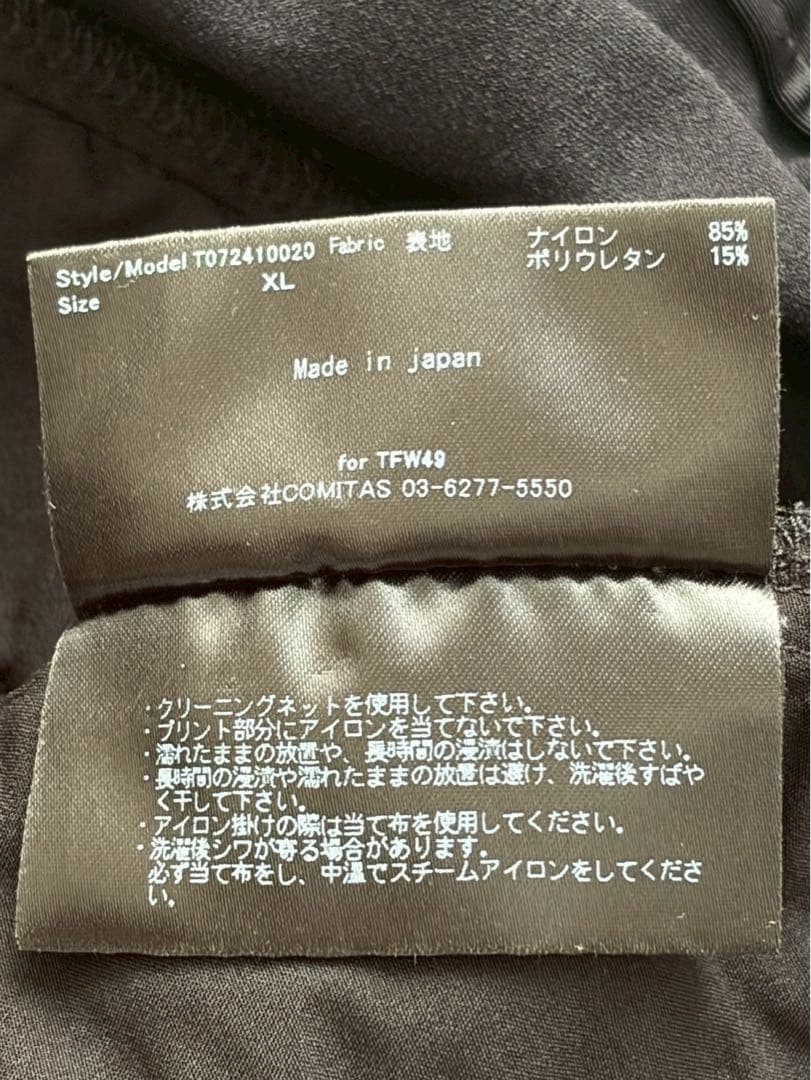 Style/Model T072410020 Fabric 表地 ナイロン 85%
Size XL ポリウレタン 15%
Made in japan
for TFW49
株式会社COMITAS 03-6277-5550
・クリーニングネットを使用して下さい。
・プリント部分にアイロンを当てないで下さい。
・濡れたままの放置や、長時間の浸漬はしないで下さい。
・長時間の浸漬や濡れたままの放置は避け、洗濯後すばや
く干して下さい。
・アイロン掛けの際は当て布を使用してください。
・洗濯後シワが寄る場合があります。
必ず当て布をし、中温でスチームアイロンをしてくださ
い。